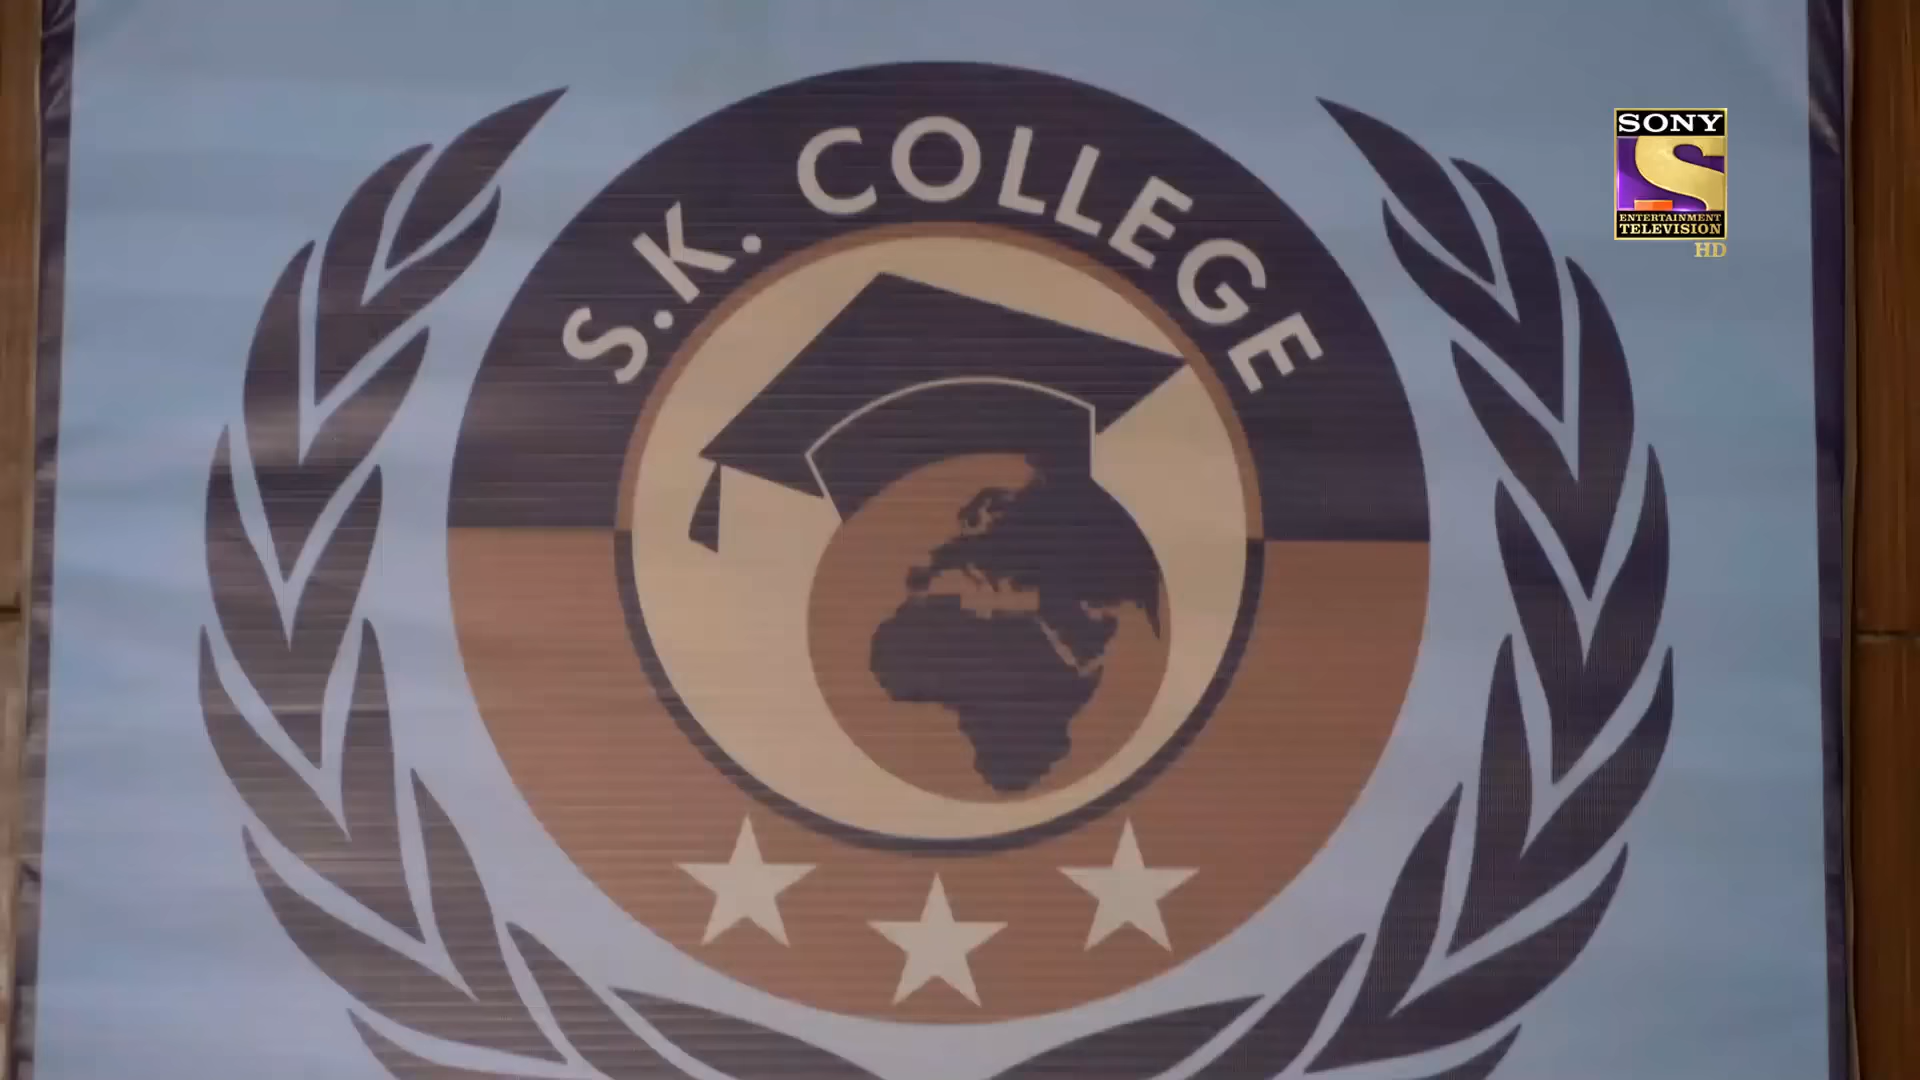 S.K. COLLEGE
SONY
ENTERTAINMENT
TELEVISION
HD